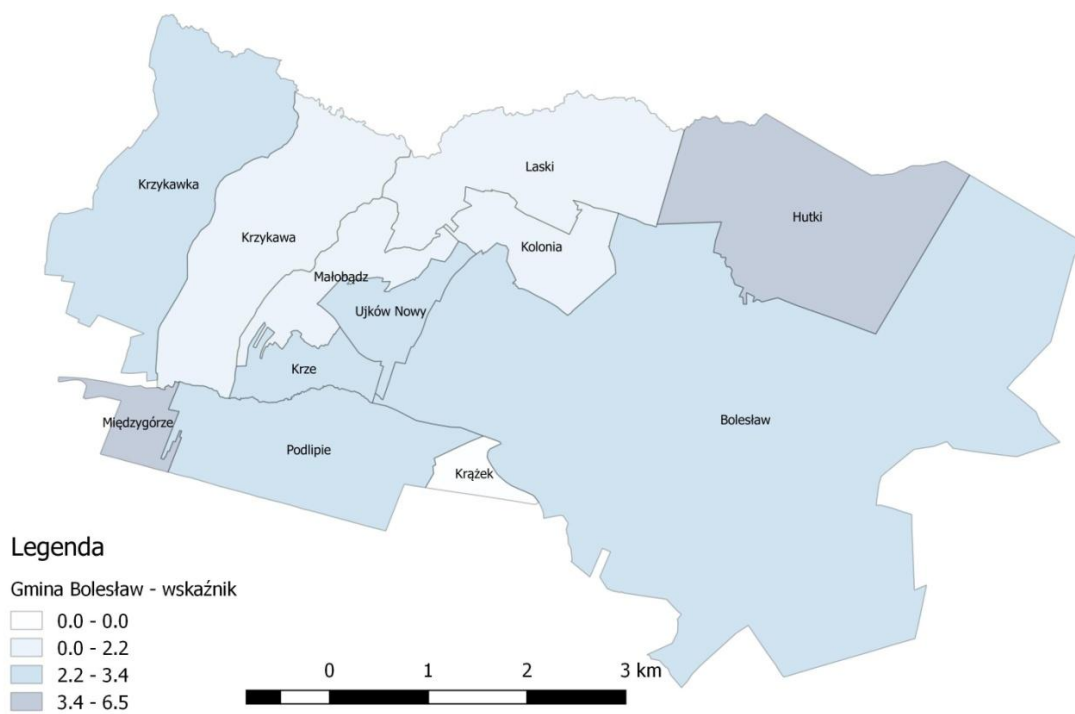 Laski
Krzykawka
Hutki
Krzykawa
Kolonia
Małobądz
Ujków Nowy
Krze
Bolesław
Międzygórze
Podlipie
Krążek
Legenda
Gmina Bolesław - wskaźnik
0.0 - 0.0
0.0 - 2.2
2.2 - 3.4
3.4 - 6.5
0 1 2 3 km